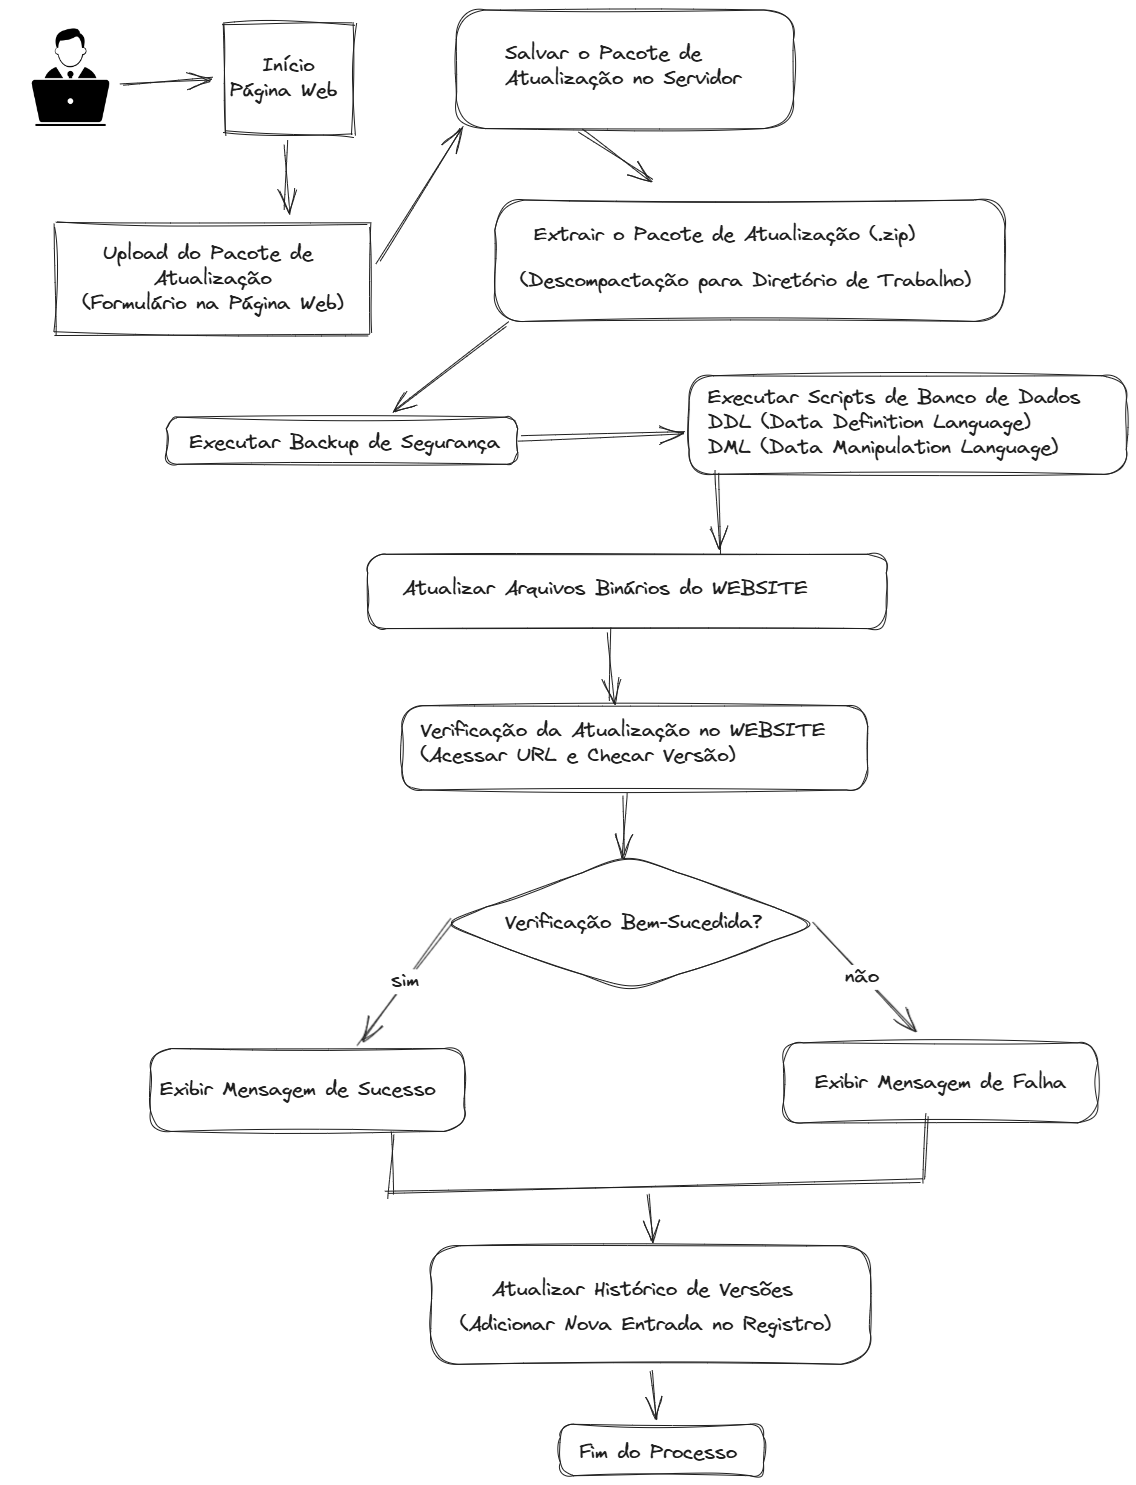 Início
Página Web
Salvar o Pacote de
Atualização no Servidor
Upload do Pacote de
Atualização
(Formulário na Página Web)
Extrair o Pacote de Atualização (.zip)
(Descompactação para Diretório de Trabalho)
Executar Backup de Segurança
Executar Scripts de Banco de Dados
DDL (Data Definition Language)
DML (Data Manipulation Language)
Atualizar Arquivos Binários do WEBSITE
Verificação da Atualização no WEBSITE
(Acessar URL e Checar Versão)
Verificação Bem-Sucedida?
sim
não
Exibir Mensagem de Sucesso
Exibir Mensagem de Falha
Atualizar Histórico de Versões
(Adicionar Nova Entrada no Registro)
Fim do Processo